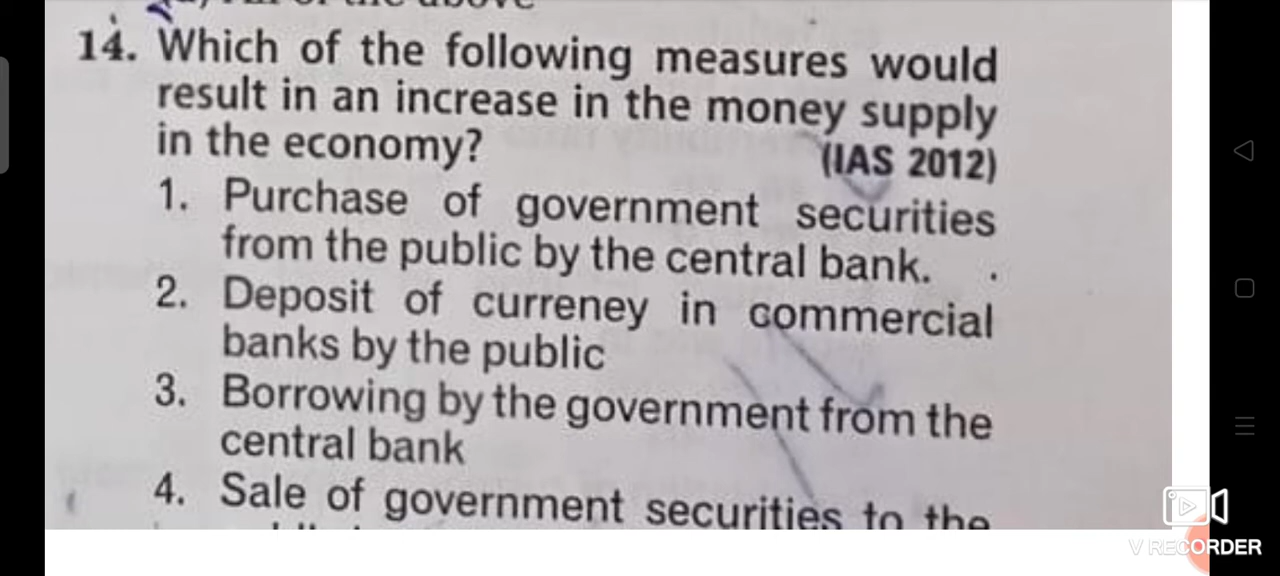 14. Which of the following measures would
result in an increase in the money supply
in the economy?
(IAS 2012)
1. Purchase of government securities
from the public by the central bank.
2. Deposit of curreney in commercial
banks by the public
3. Borrowing by the government from the
central bank
4. Sale of government securities to the
V RECORDER